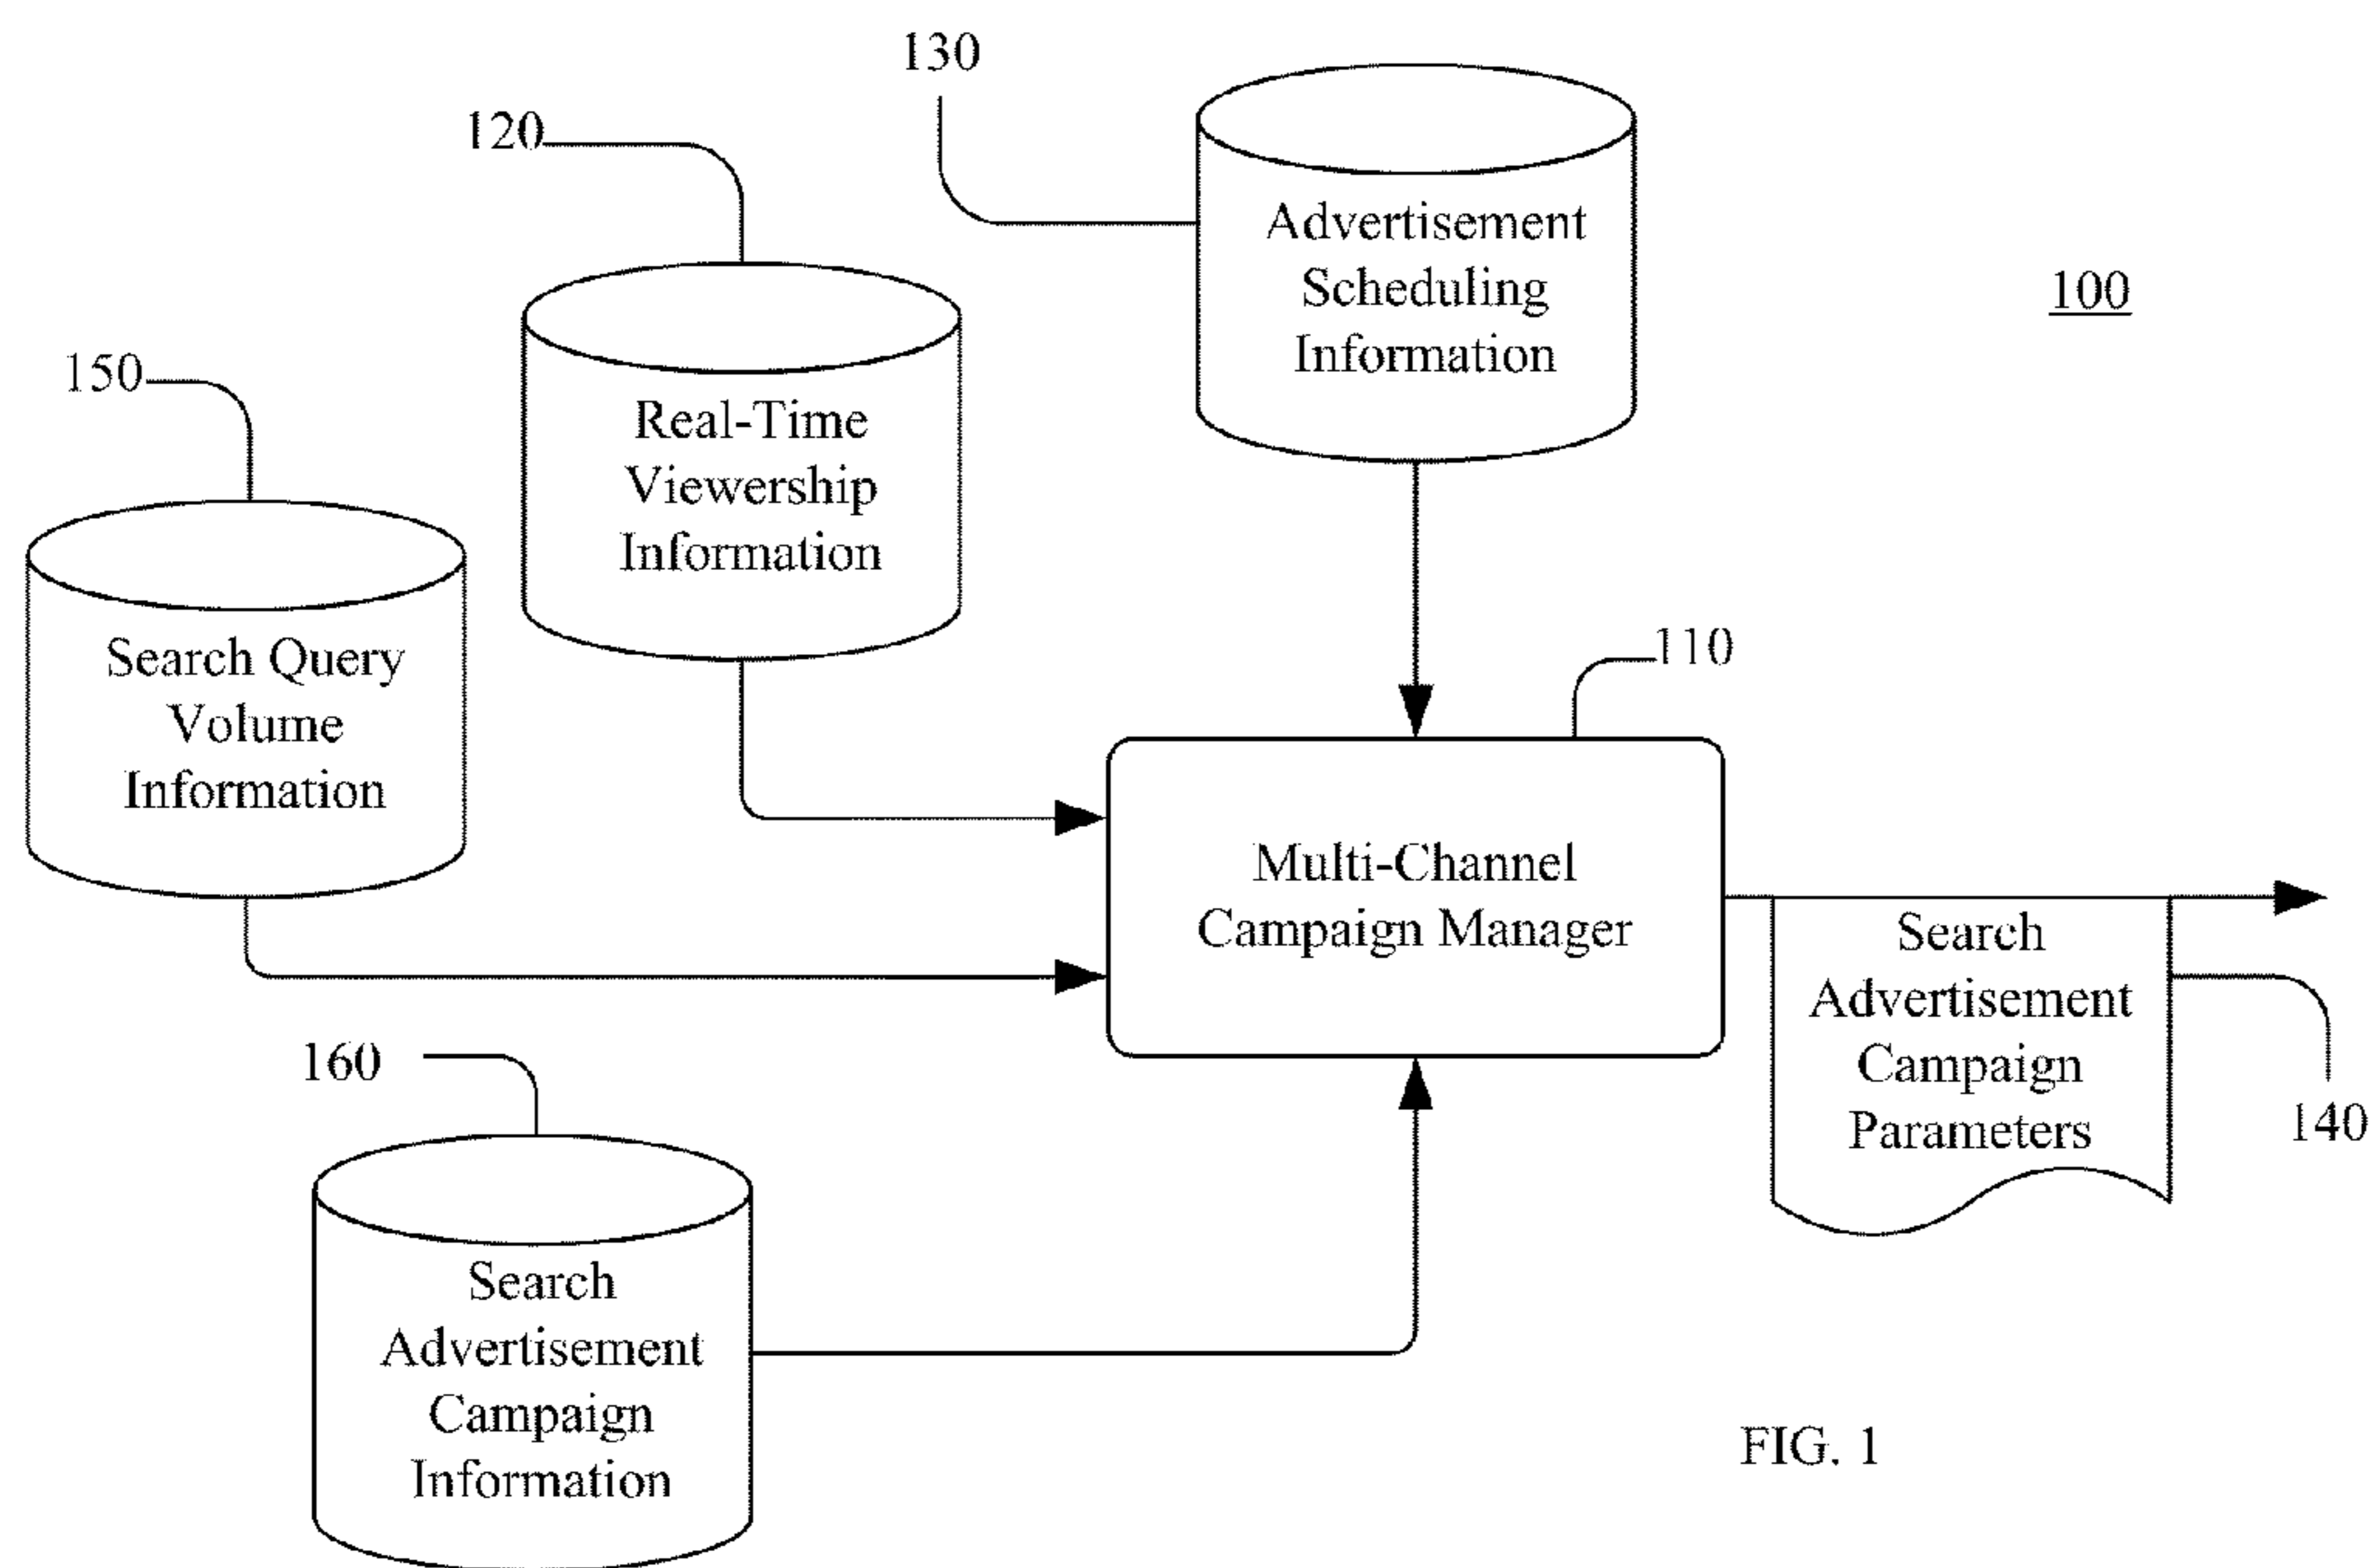 130
120
Advertisement
Scheduling
Information
100
150
Real-Time
Viewership
Information
Search Query
Volume
Information
110
Multi-Channel
Campaign Manager
Search
Advertisement
Campaign
Parameters
140
160
Search
Advertisement
Campaign
Information
FIG. 1